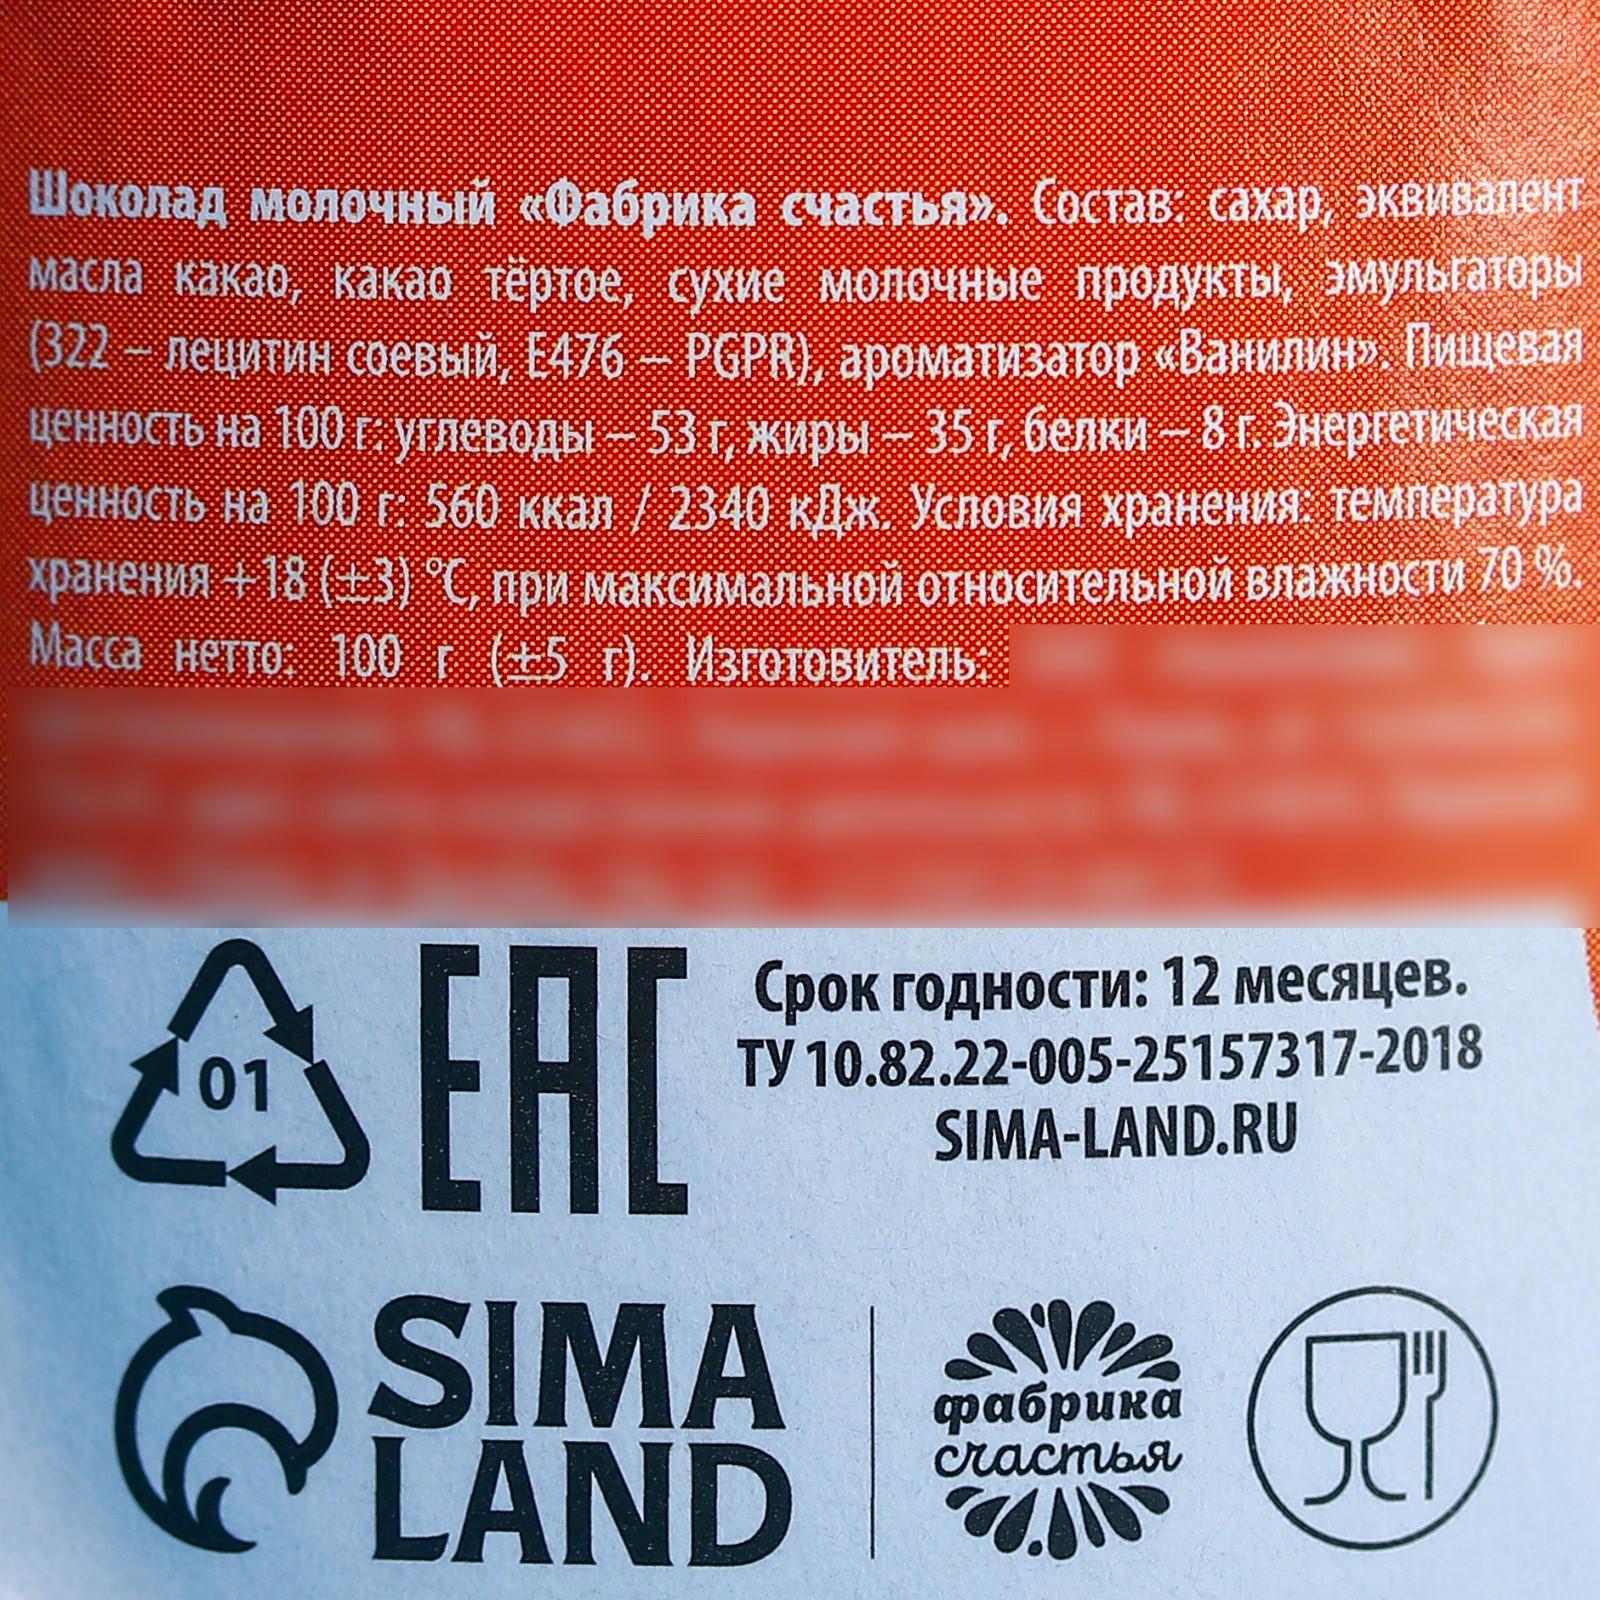 Шоколад молочный «Фабрика счастья». Состав: сахар, эквивалент
масла какао, какао тёртое, сухие молочные продукты, эмульгаторы
(322 – лецитин соевый, Е476 – PGPR), ароматизатор «Ванилин». Пищевая
ценность на 100 г: углеводы – 53 г, жиры – 35 г, белки – 8 г. Энергетическая
ценность на 100 г: 560 ккал / 2340 кДж. Условия хранения: температура
хранения +18 (±3) °С, при максимальной относительной влажности 70 %.
Масса нетто: 100 г (±5 г). Изготовитель:
01
ЕАС
Срок годности: 12 месяцев.
ТУ 10.82.22-005-25157317-2018
SIMA-LAND.RU
SIMA
LAND
фабрика
счастья